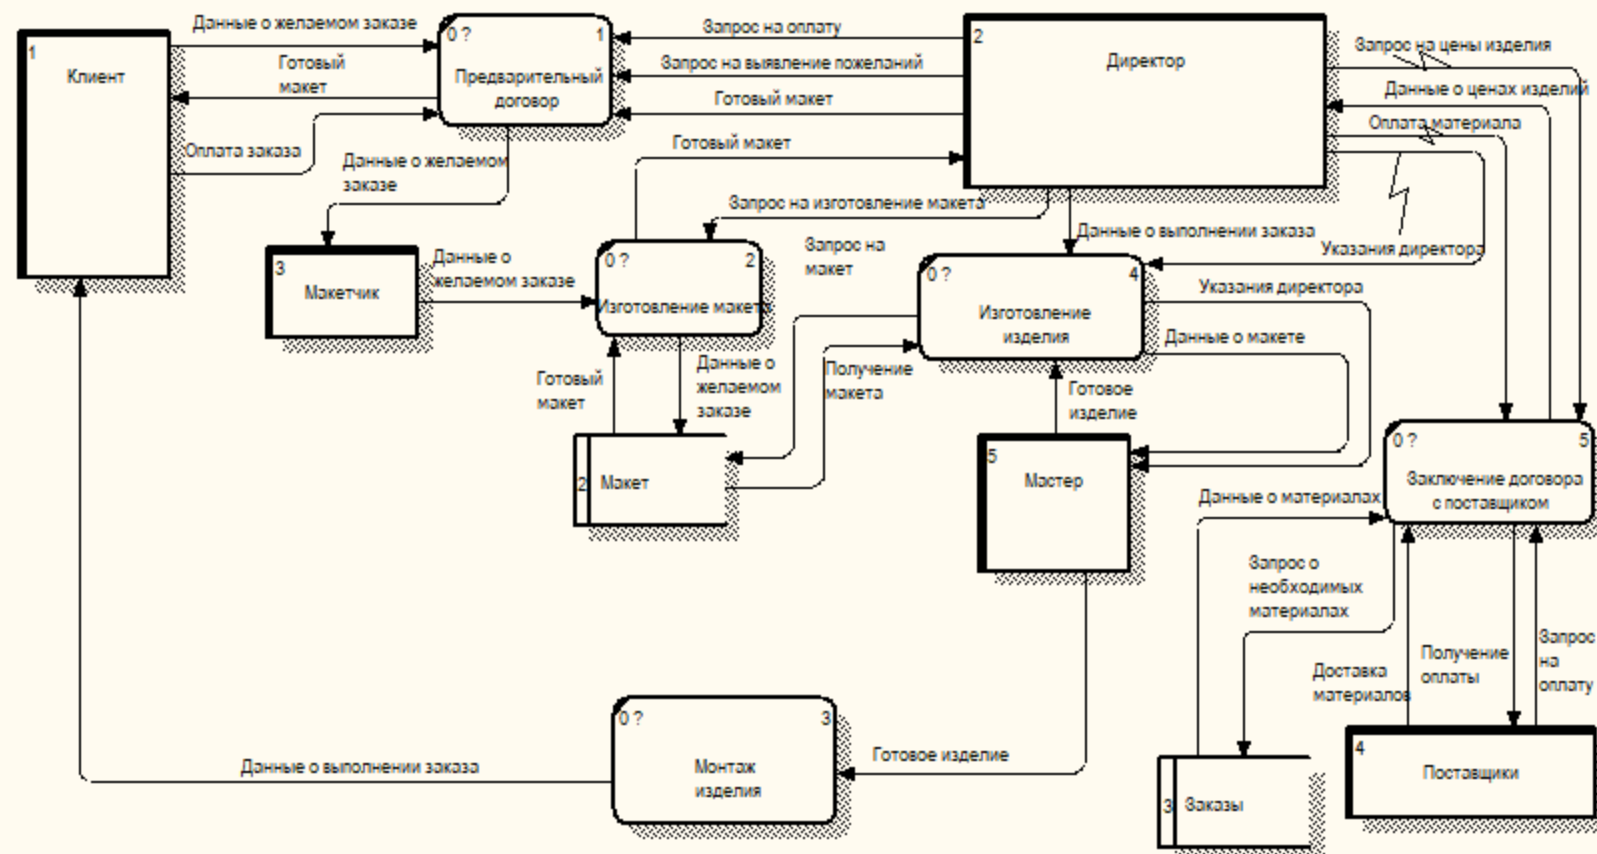 Данные о желаемом заказе
1
Клиент
Готовый
макет
Оплата заказа
0 ?
1
Предварительный
договор
Запрос на оплату
Запрос на выявление пожеланий
Готовый макет
2
Директор
Запрос на цены изделия
Данные о ценах изделий
Оплата материала
Готовый макет
Данные о желаемом
заказе
Запрос на изготовление макета
Данные о выполнении заказа
Указания директора
3
Макетчик
Данные о
желаемом заказе
0 ?
2
Изготовление макета
Запрос на
макет
0 ?
4
Изготовление
изделия
Указания директора
Данные о макете
Готовый
макет
Данные о
желаемом
заказе
Получение
макета
Готовое
изделие
2
Макет
5
Мастер
0 ?
5
Заключение договора
с поставщиком
Данные о материалах
Запрос о
необходимых
материалах
Доставка
материалов
Получение
оплаты
Запрос
на
оплату
0 ?
3
Монтаж
изделия
Готовое изделие
Данные о выполнении заказа
3
Заказы
4
Поставщики